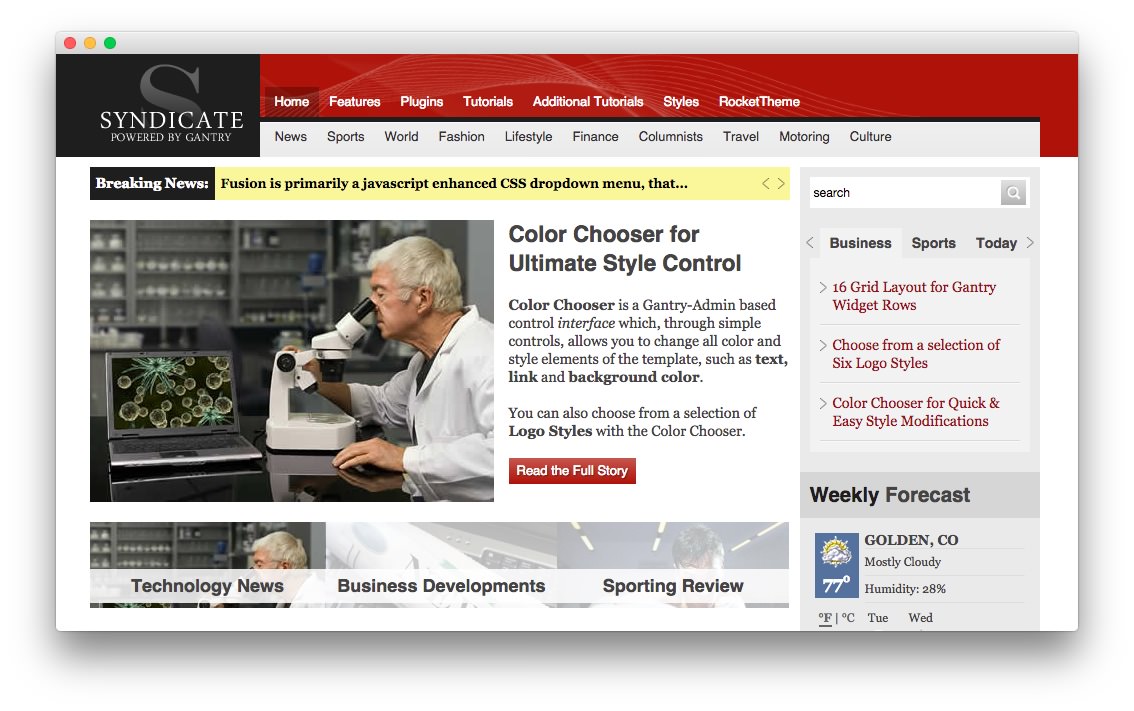 S
SYNDICATE
POWERED BY GANTRY
Home Features Plugins Tutorials Additional Tutorials Styles RocketTheme
News Sports World Fashion Lifestyle Finance Columnists Travel Motoring Culture
Breaking News: Fusion is primarily a javascript enhanced CSS dropdown menu, that...
search
Color Chooser for
Ultimate Style Control
Color Chooser is a Gantry-Admin based
control interface which, through simple
controls, allows you to change all color and
style elements of the template, such as text,
link and background color.
You can also choose from a selection of
Logo Styles with the Color Chooser.
Read the Full Story
Technology News Business Developments Sporting Review
Business Sports Today
16 Grid Layout for Gantry
Widget Rows
Choose from a selection of
Six Logo Styles
Color Chooser for Quick &
Easy Style Modifications
Weekly Forecast
GOLDEN, CO
Mostly Cloudy
77º
Humidity: 28%
ºF | ºC Tue Wed